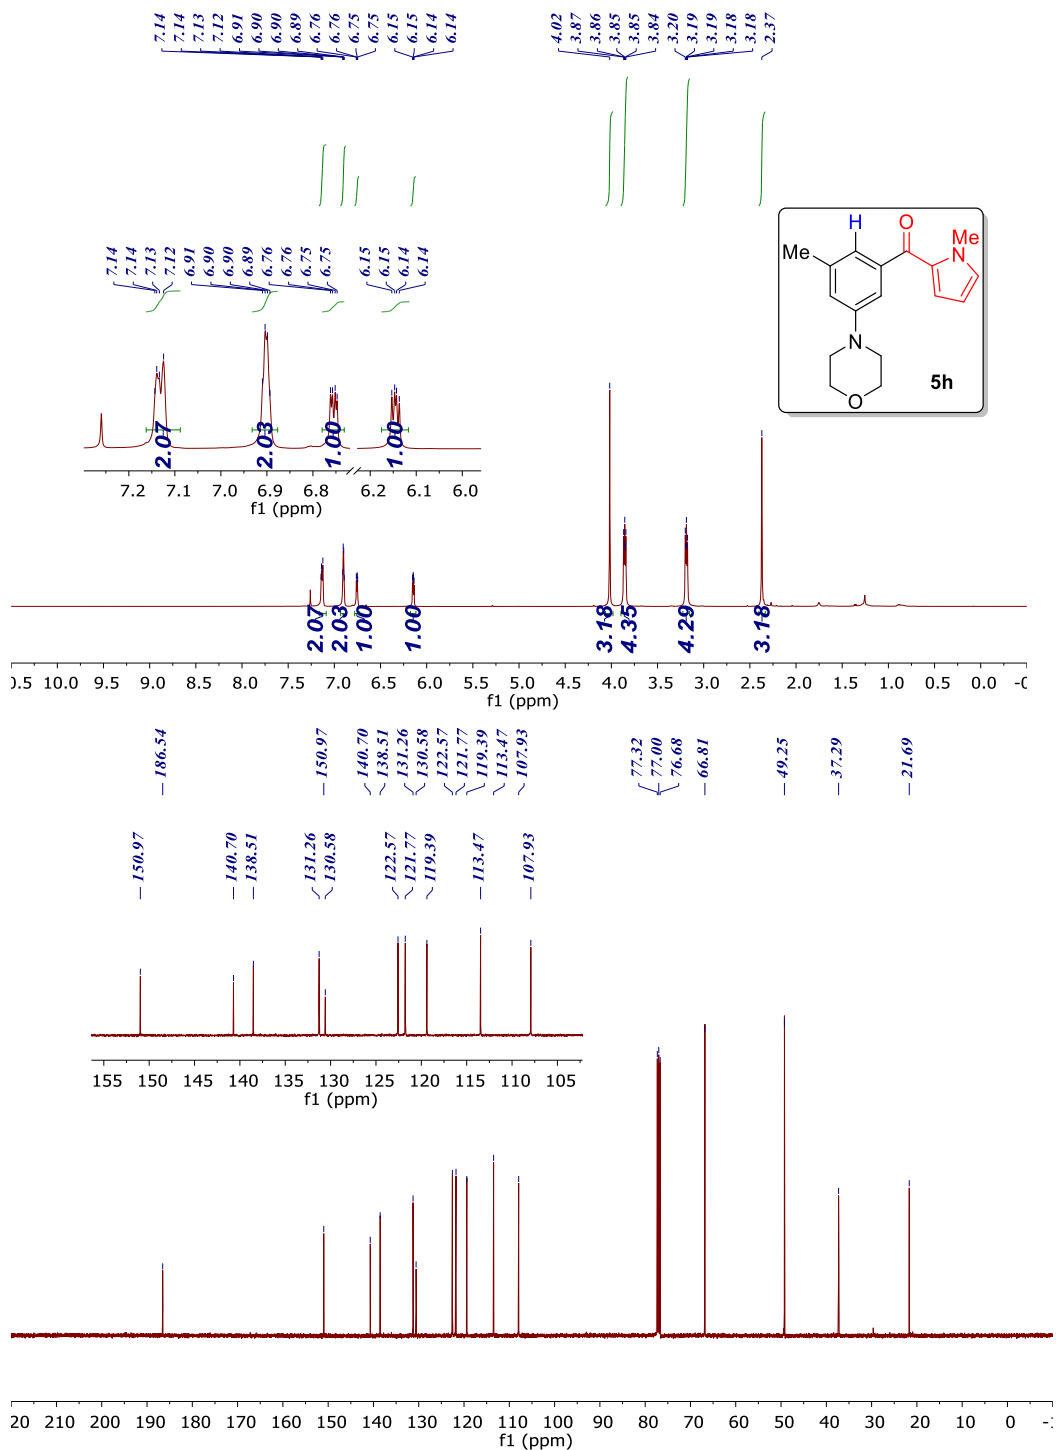 7.14 7.14 7.13 7.12 6.91 6.90 6.90 6.89 6.76 6.76 6.75 6.75 6.15 6.15 6.14 6.14 4.02 3.87 3.86 3.85 3.85 3.84 3.20 3.19 3.19 3.18 3.18 2.37
H O Me
Me N
N
O
5h
7.14 7.14 7.13 7.12 6.91 6.90 6.90 6.89 6.76 6.76 6.75 6.75 6.15 6.15 6.14 6.14
2.07 2.03 1.00 1.00
7.2 7.1 7.0 6.9 6.8 6.2 6.1 6.0
f1 (ppm)
2.07 2.03 1.00 1.00 3.18 4.35 4.29 3.18
0.5 10.0 9.5 9.0 8.5 8.0 7.5 7.0 6.5 6.0 5.5 5.0 4.5 4.0 3.5 3.0 2.5 2.0 1.5 1.0 0.5 0.0 -0
f1 (ppm)
186.54 150.97 140.70 138.51 131.26 130.58 122.57 121.77 119.39 113.47 107.93 77.32 77.00 76.68 66.81 49.25 37.29 21.69
150.97 140.70 138.51 131.26 130.58 122.57 121.77 119.39 113.47 107.93
155 150 145 140 135 130 125 120 115 110 105
f1 (ppm)
20 210 200 190 180 170 160 150 140 130 120 110 100 90 80 70 60 50 40 30 20 10 0 -1
f1 (ppm)